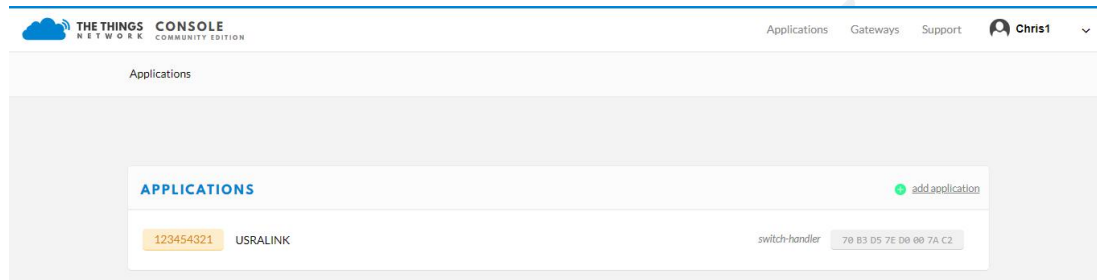 THE THINGS NETWORK CONSOLE COMMUNITY EDITION
Applications Gateways Support Chris1
Applications
APPLICATIONS add application
123454321 USRALINK switch-handler 70 B3 D5 7E D0 00 7A C2